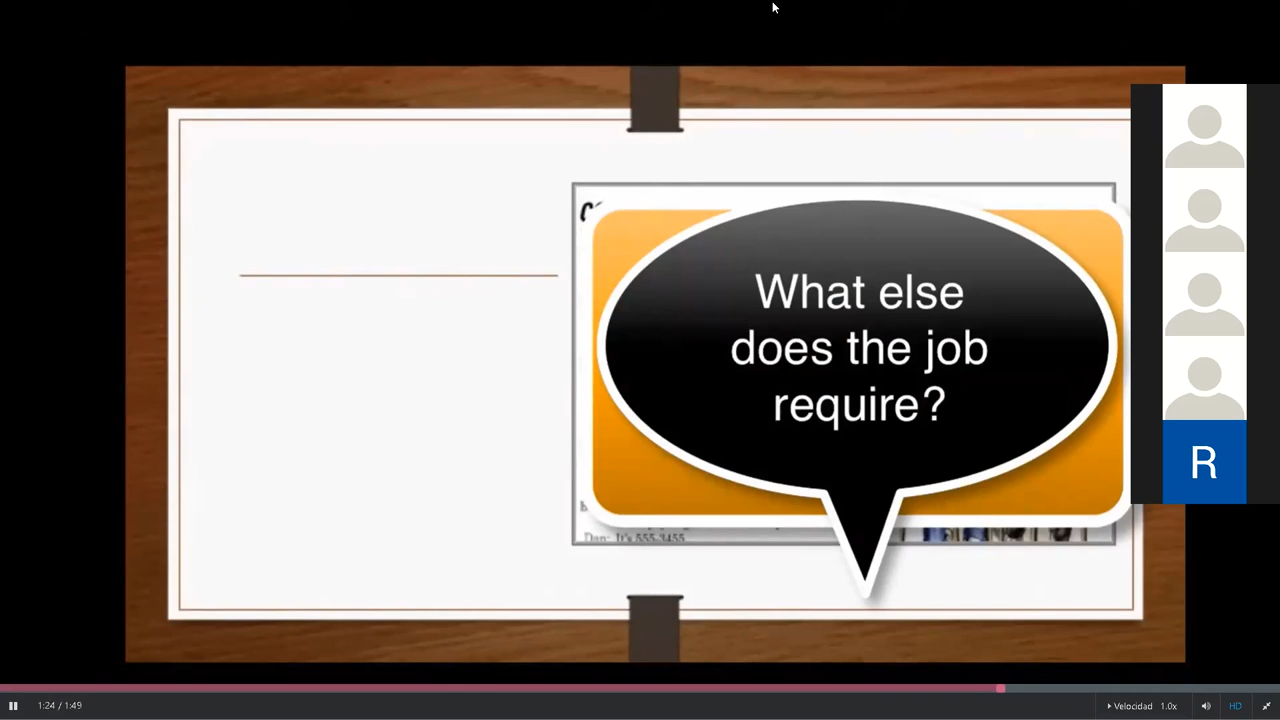 What else
does the job
require?
Dan: It's 555-3455
R
1:24 / 1:49
Velocidad 1.0x
HD